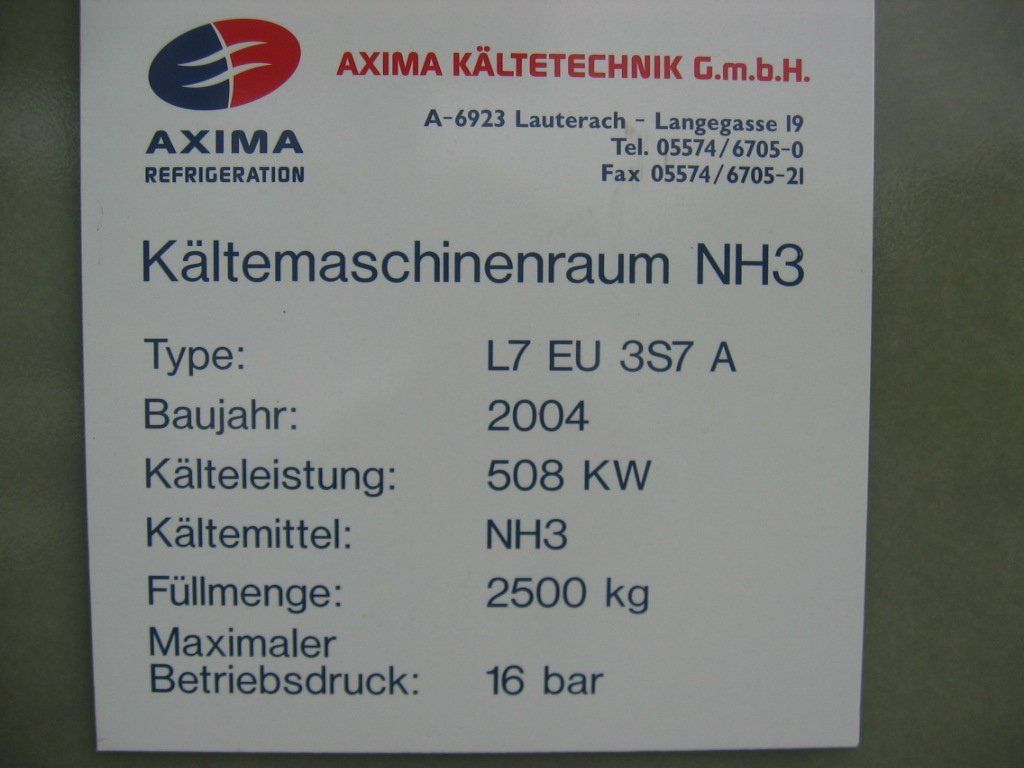 AXIMA
REFRIGERATION
AXIMA KÄLTETECHNIK G.m.b.H.
A-6923 Lauterach - Langegasse 19
Tel. 05574/6705-0
Fax 05574/6705-21
Kältemaschinenraum NH3
Type: L7 EU 3S7 A
Baujahr: 2004
Kälteleistung: 508 KW
Kältemittel: NH3
Füllmenge: 2500 kg
Maximaler
Betriebsdruck: 16 bar